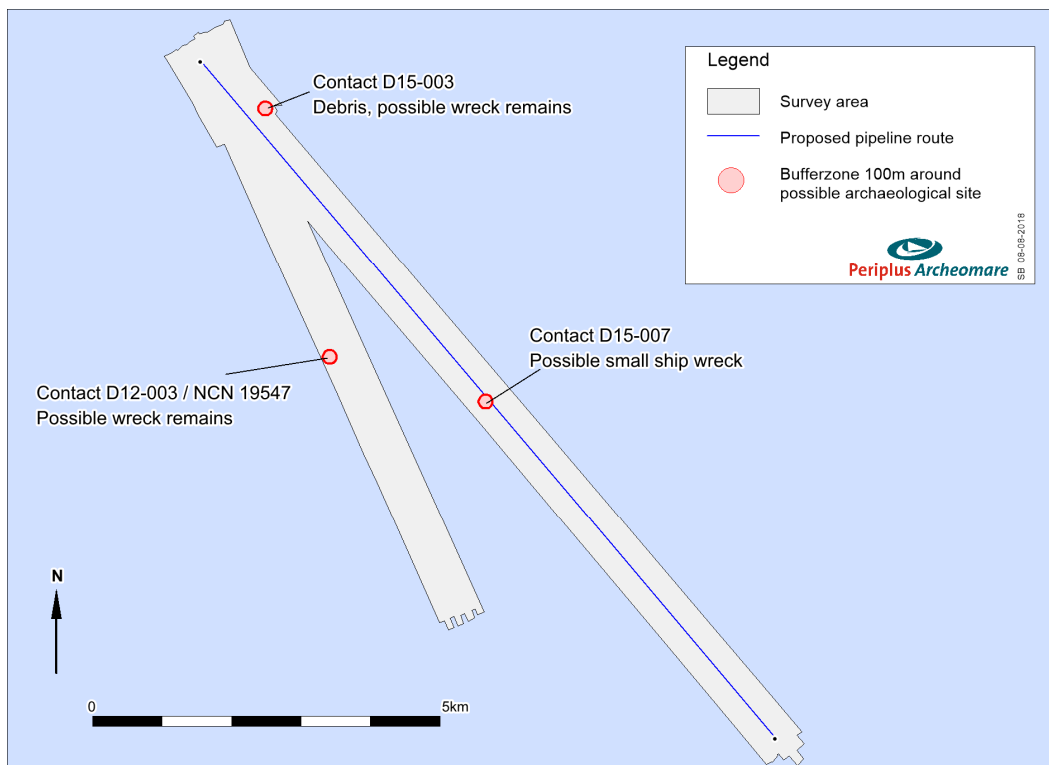 Contact D15-003
Debris, possible wreck remains
Legend
Survey area
Proposed pipeline route
Bufferzone 100m around
possible archaeological site
Periplus Archeomare
SB 08-08-2018
Contact D15-007
Possible small ship wreck
Contact D12-003 / NCN 19547
Possible wreck remains
N
0
5km